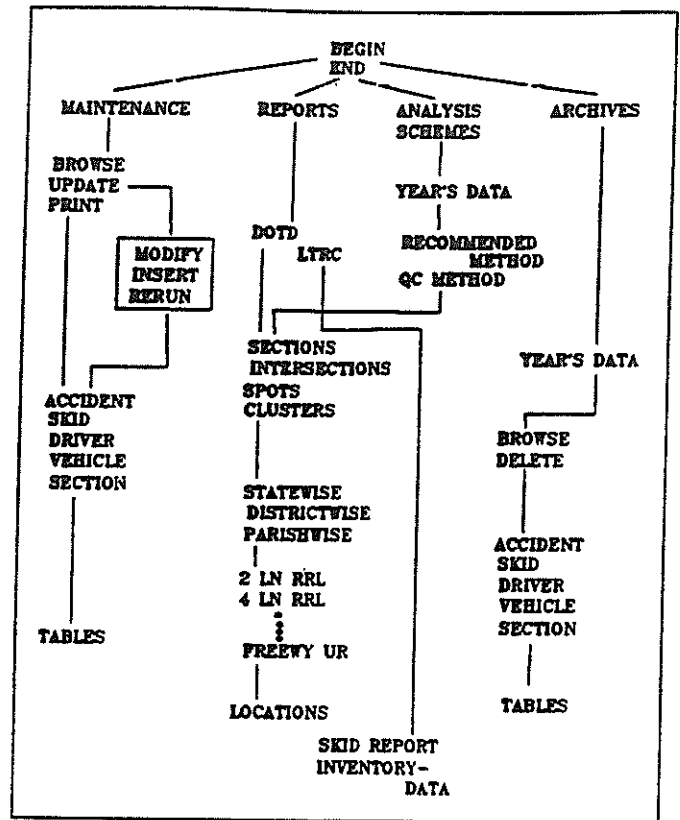 BEGIN
END
MAINTENANCE
REPORTS
ANALYSIS
SCHEMES
ARCHIVES
BROWSE
UPDATE
PRINT
MODIFY
INSERT
RERUN
ACCIDENT
SKID
DRIVER
VEHICLE
SECTION
TABLES
DOTD
LTRC
YEAR'S DATA
RECOMMENDED
METHOD
QC METHOD
SECTIONS
INTERSECTIONS
SPOTS
CLUSTERS
STATEWISE
DISTRICTWISE
PARISHWISE
2 LN RRL
4 LN RRL
FREEWY UR
LOCATIONS
SKID REPORT
INVENTORY-
DATA
YEAR'S DATA
BROWSE
DELETE
ACCIDENT
SKID
DRIVER
VEHICLE
SECTION
TABLES